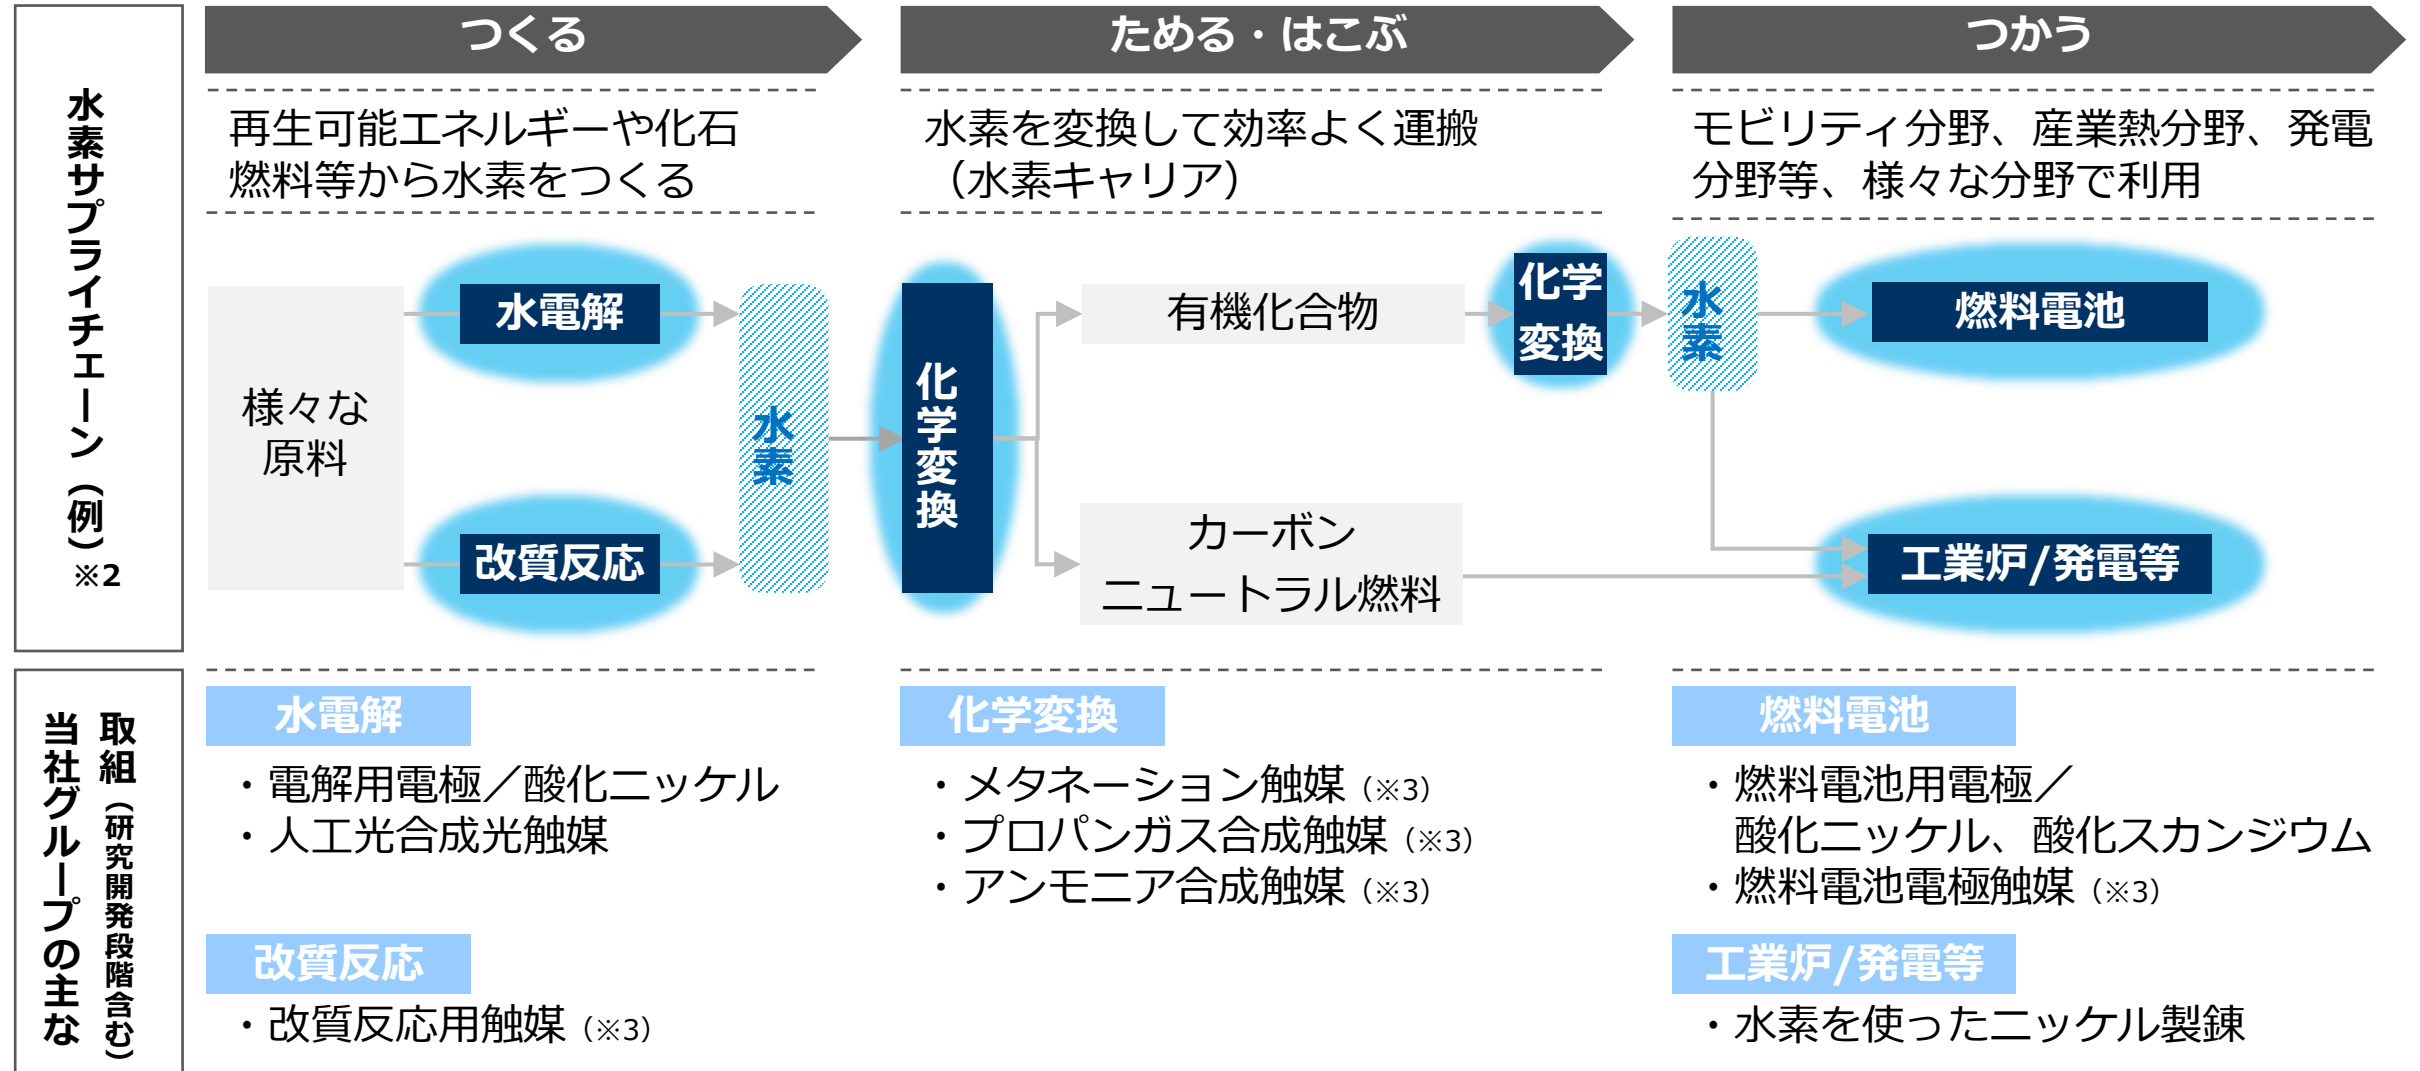 水素サプライチェーン（例）
※2
つくる
再生可能エネルギーや化石
燃料等から水素をつくる
ためる・はこぶ
水素を変換して効率よく運搬
（水素キャリア）
つかう
モビリティ分野、産業熱分野、発電
分野等、様々な分野で利用
様々な
原料
水電解
改質反応
水素
化学変換
有機化合物
カーボン
ニュートラル燃料
化学
変換
水素
燃料電池
工業炉/発電等
当社グループの主な
取組（研究開発段階含む）
水電解
・電解用電極／酸化ニッケル
・人工光合成光触媒
改質反応
・改質反応用触媒（※3）
化学変換
・メタネーション触媒（※3）
・プロパンガス合成触媒（※3）
・アンモニア合成触媒（※3）
燃料電池
・燃料電池用電極／
酸化ニッケル、酸化スカンジウム
・燃料電池電極触媒（※3）
工業炉/発電等
・水素を使ったニッケル製錬